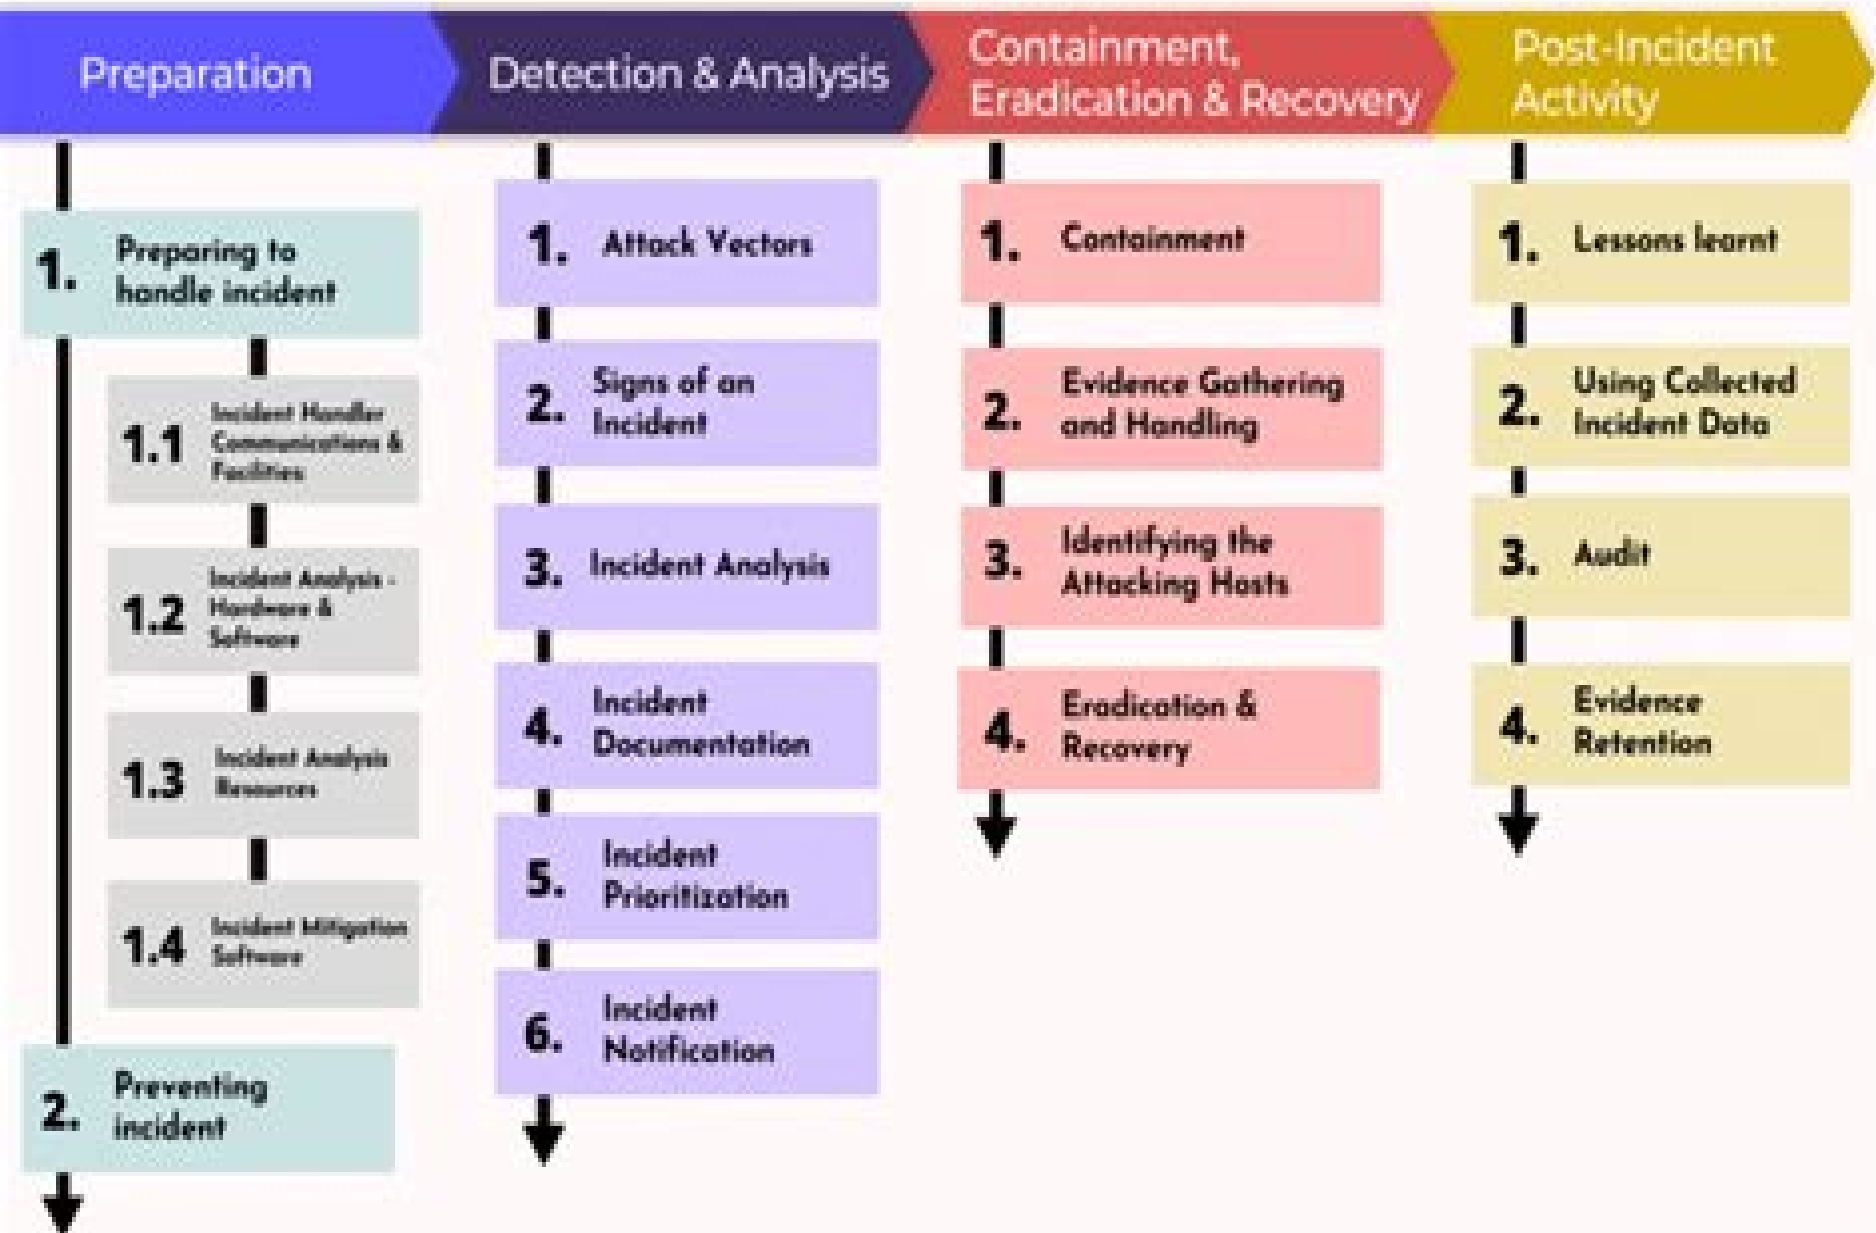 Preparation
1.
Preparing to
handle incident
1.1
Incident Handler
Communications &
Facilities
1.2
Incident Analysis -
Hardware &
Software
1.3
Incident Analysis
Resources
1.4
Incident Mitigation
Software
2.
Preventing
incident
Detection & Analysis
1. Attack Vectors
2.
Signs of an
Incident
3. Incident Analysis
4.
Incident
Documentation
5.
Incident
Prioritization
6.
Incident
Notification
Containment,
Eradication & Recovery
1. Containment
2.
Evidence Gathering
and Handling
3.
Identifying the
Attacking Hosts
4.
Eradication &
Recovery
Post-Incident
Activity
1. Lessons learnt
2.
Using Collected
Incident Data
3. Audit
4.
Evidence
Retention